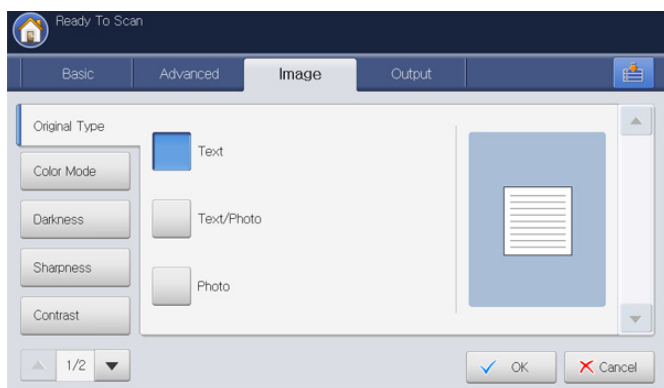 Ready To Scan
Basic Advanced Image Output
Original Type
Text
Color Mode
Darkness
Text/Photo
Sharpness
Photo
Contrast
1/2
OK Cancel